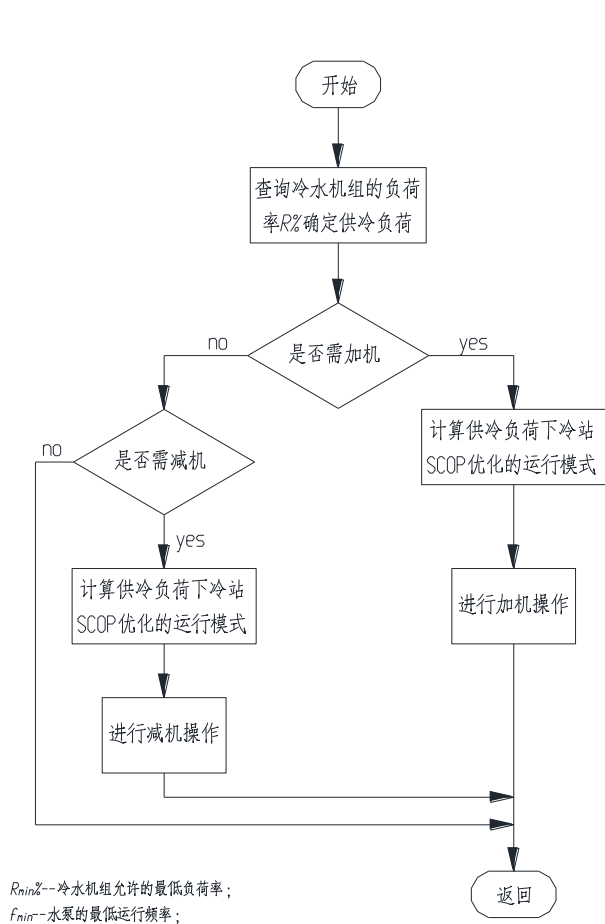 开始
查询冷水机组的负荷
率R%确定供冷负荷
是否需加机
no
yes
是否需减机
no
yes
计算供冷负荷下冷站
SCOP优化的运行模式
计算供冷负荷下冷站
SCOP优化的运行模式
进行加机操作
进行减机操作
返回
Rmin%--冷水机组允许的最低负荷率;
fmin--水泵的最低运行频率;